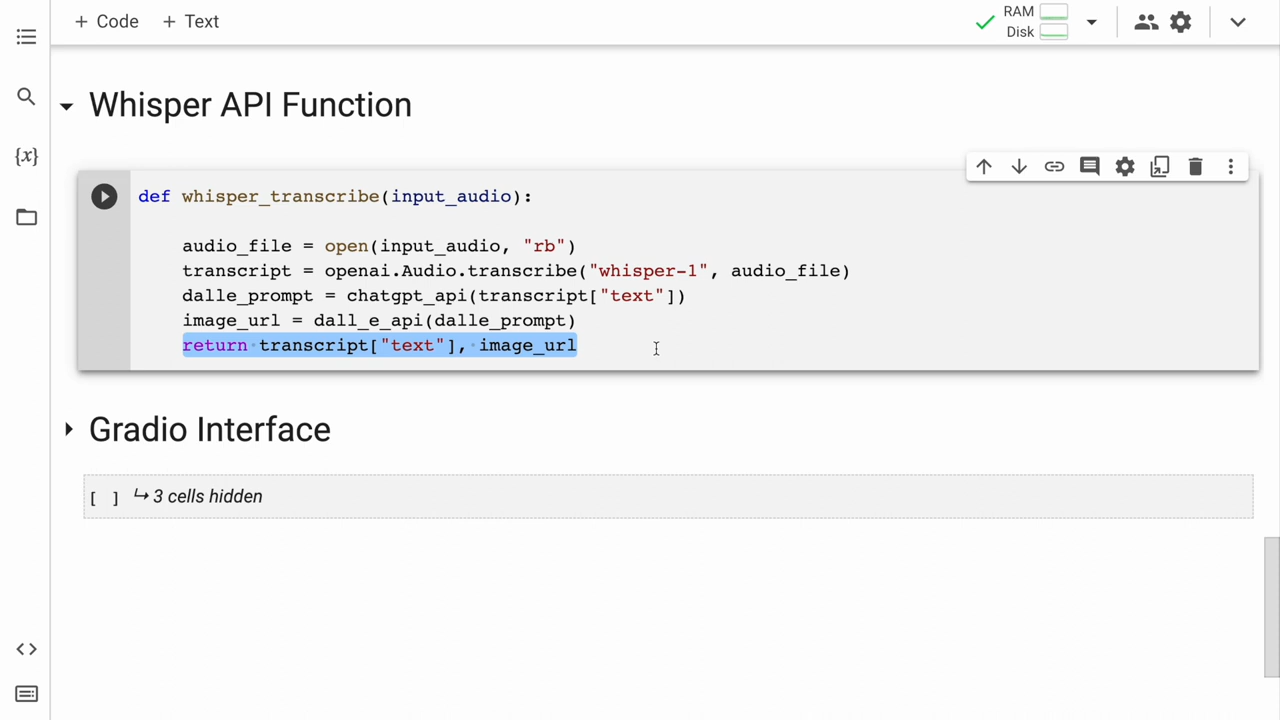 + Code + Text
RAM
Disk
{x}
Whisper API Function
def whisper_transcribe(input_audio):
audio_file = open(input_audio, "rb")
transcript = openai.Audio.transcribe("whisper-1", audio_file)
dalle_prompt = chatgpt_api(transcript["text"])
image_url = dall_e_api(dalle_prompt)
return transcript["text"], image_url
Gradio Interface
[ ] ↳ 3 cells hidden